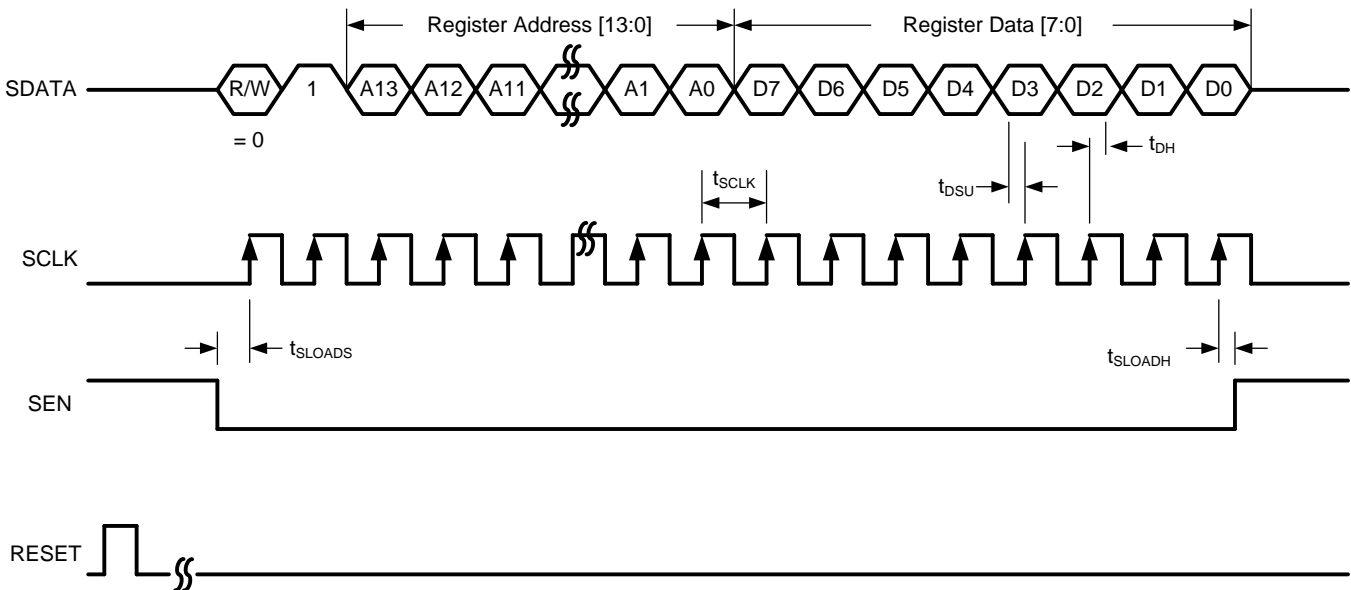 Register Address [13:0] Register Data [7:0]
SDATA R/W 1 A13 A12 A11 A1 A0 D7 D6 D5 D4 D3 D2 D1 D0
= 0
tDH
tSCLK
tDSU
SCLK
tSLOADS
tSLOADH
SEN
RESET